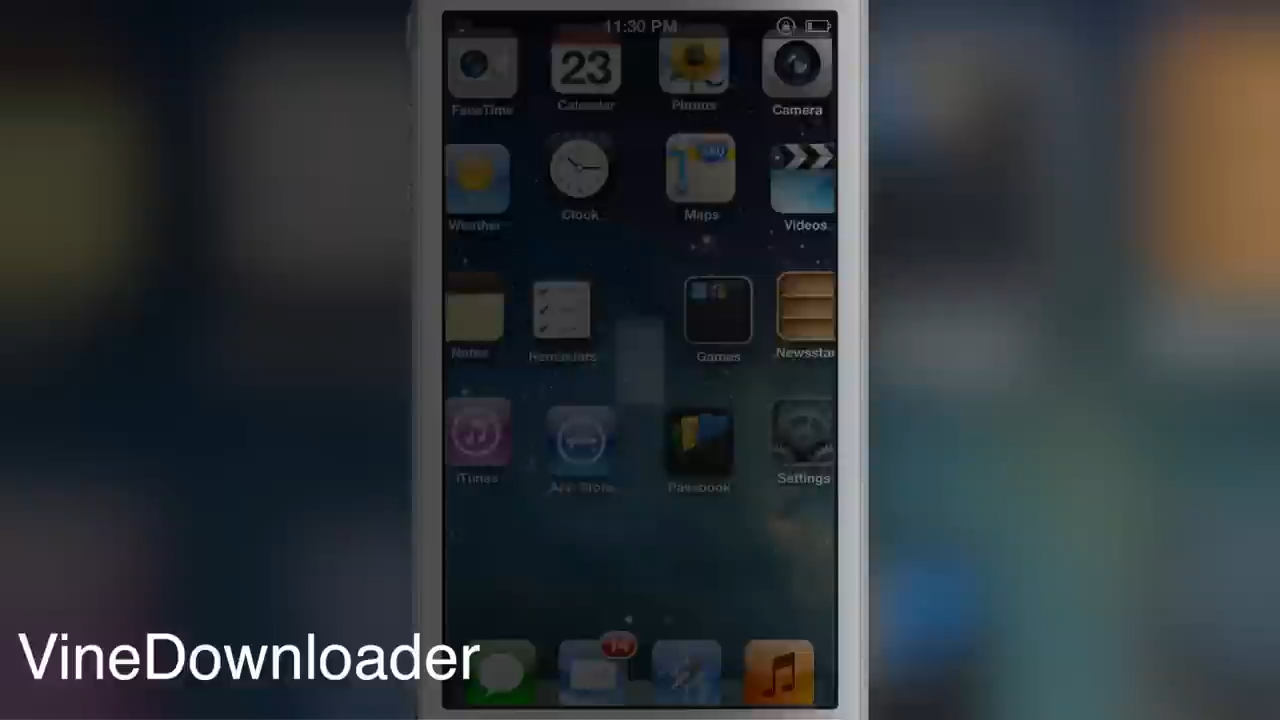 11:30 PM
23
FaceTime
Calendar
Photos
Camera
Weather
Clock
Maps
Videos
Notes
Reminders
Games
Newsstan
iTunes
App Store
Passbook
Settings
14
VineDownloader